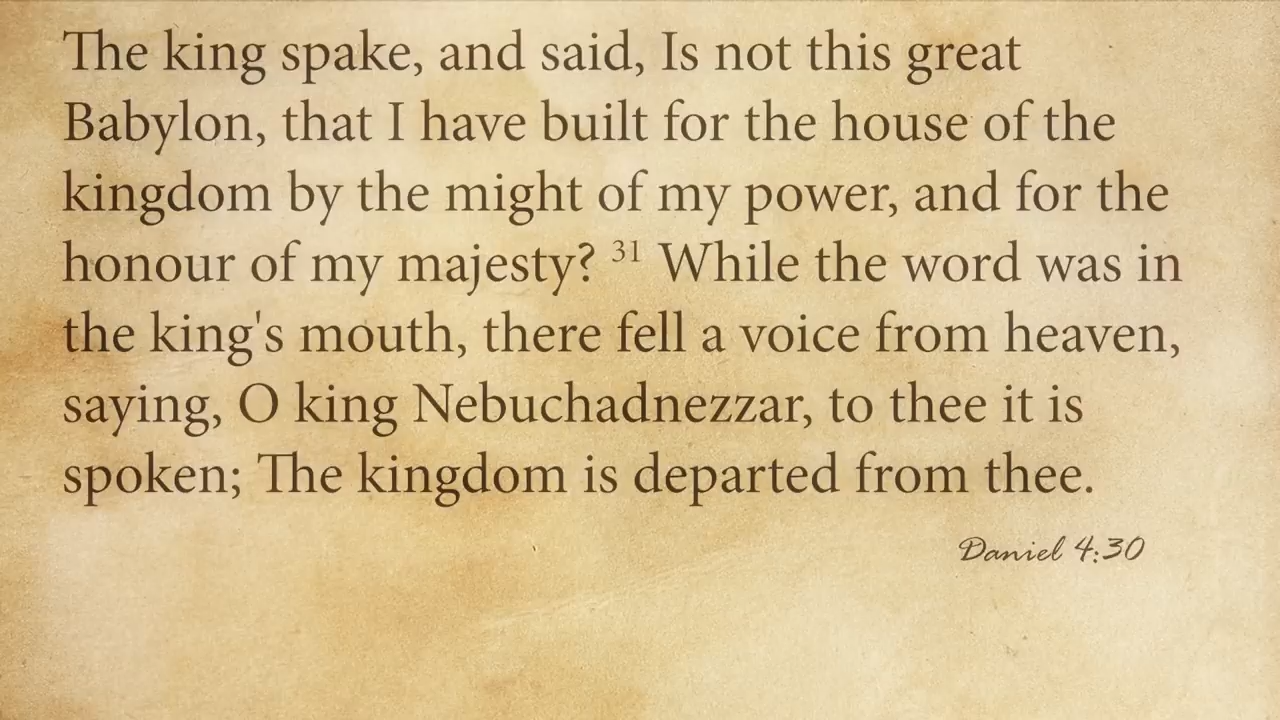 The king spake, and said, Is not this great
Babylon, that I have built for the house of the
kingdom by the might of my power, and for the
honour of my majesty? 31 While the word was in
the king's mouth, there fell a voice from heaven,
saying, O king Nebuchadnezzar, to thee it is
spoken; The kingdom is departed from thee.
Daniel 4:30